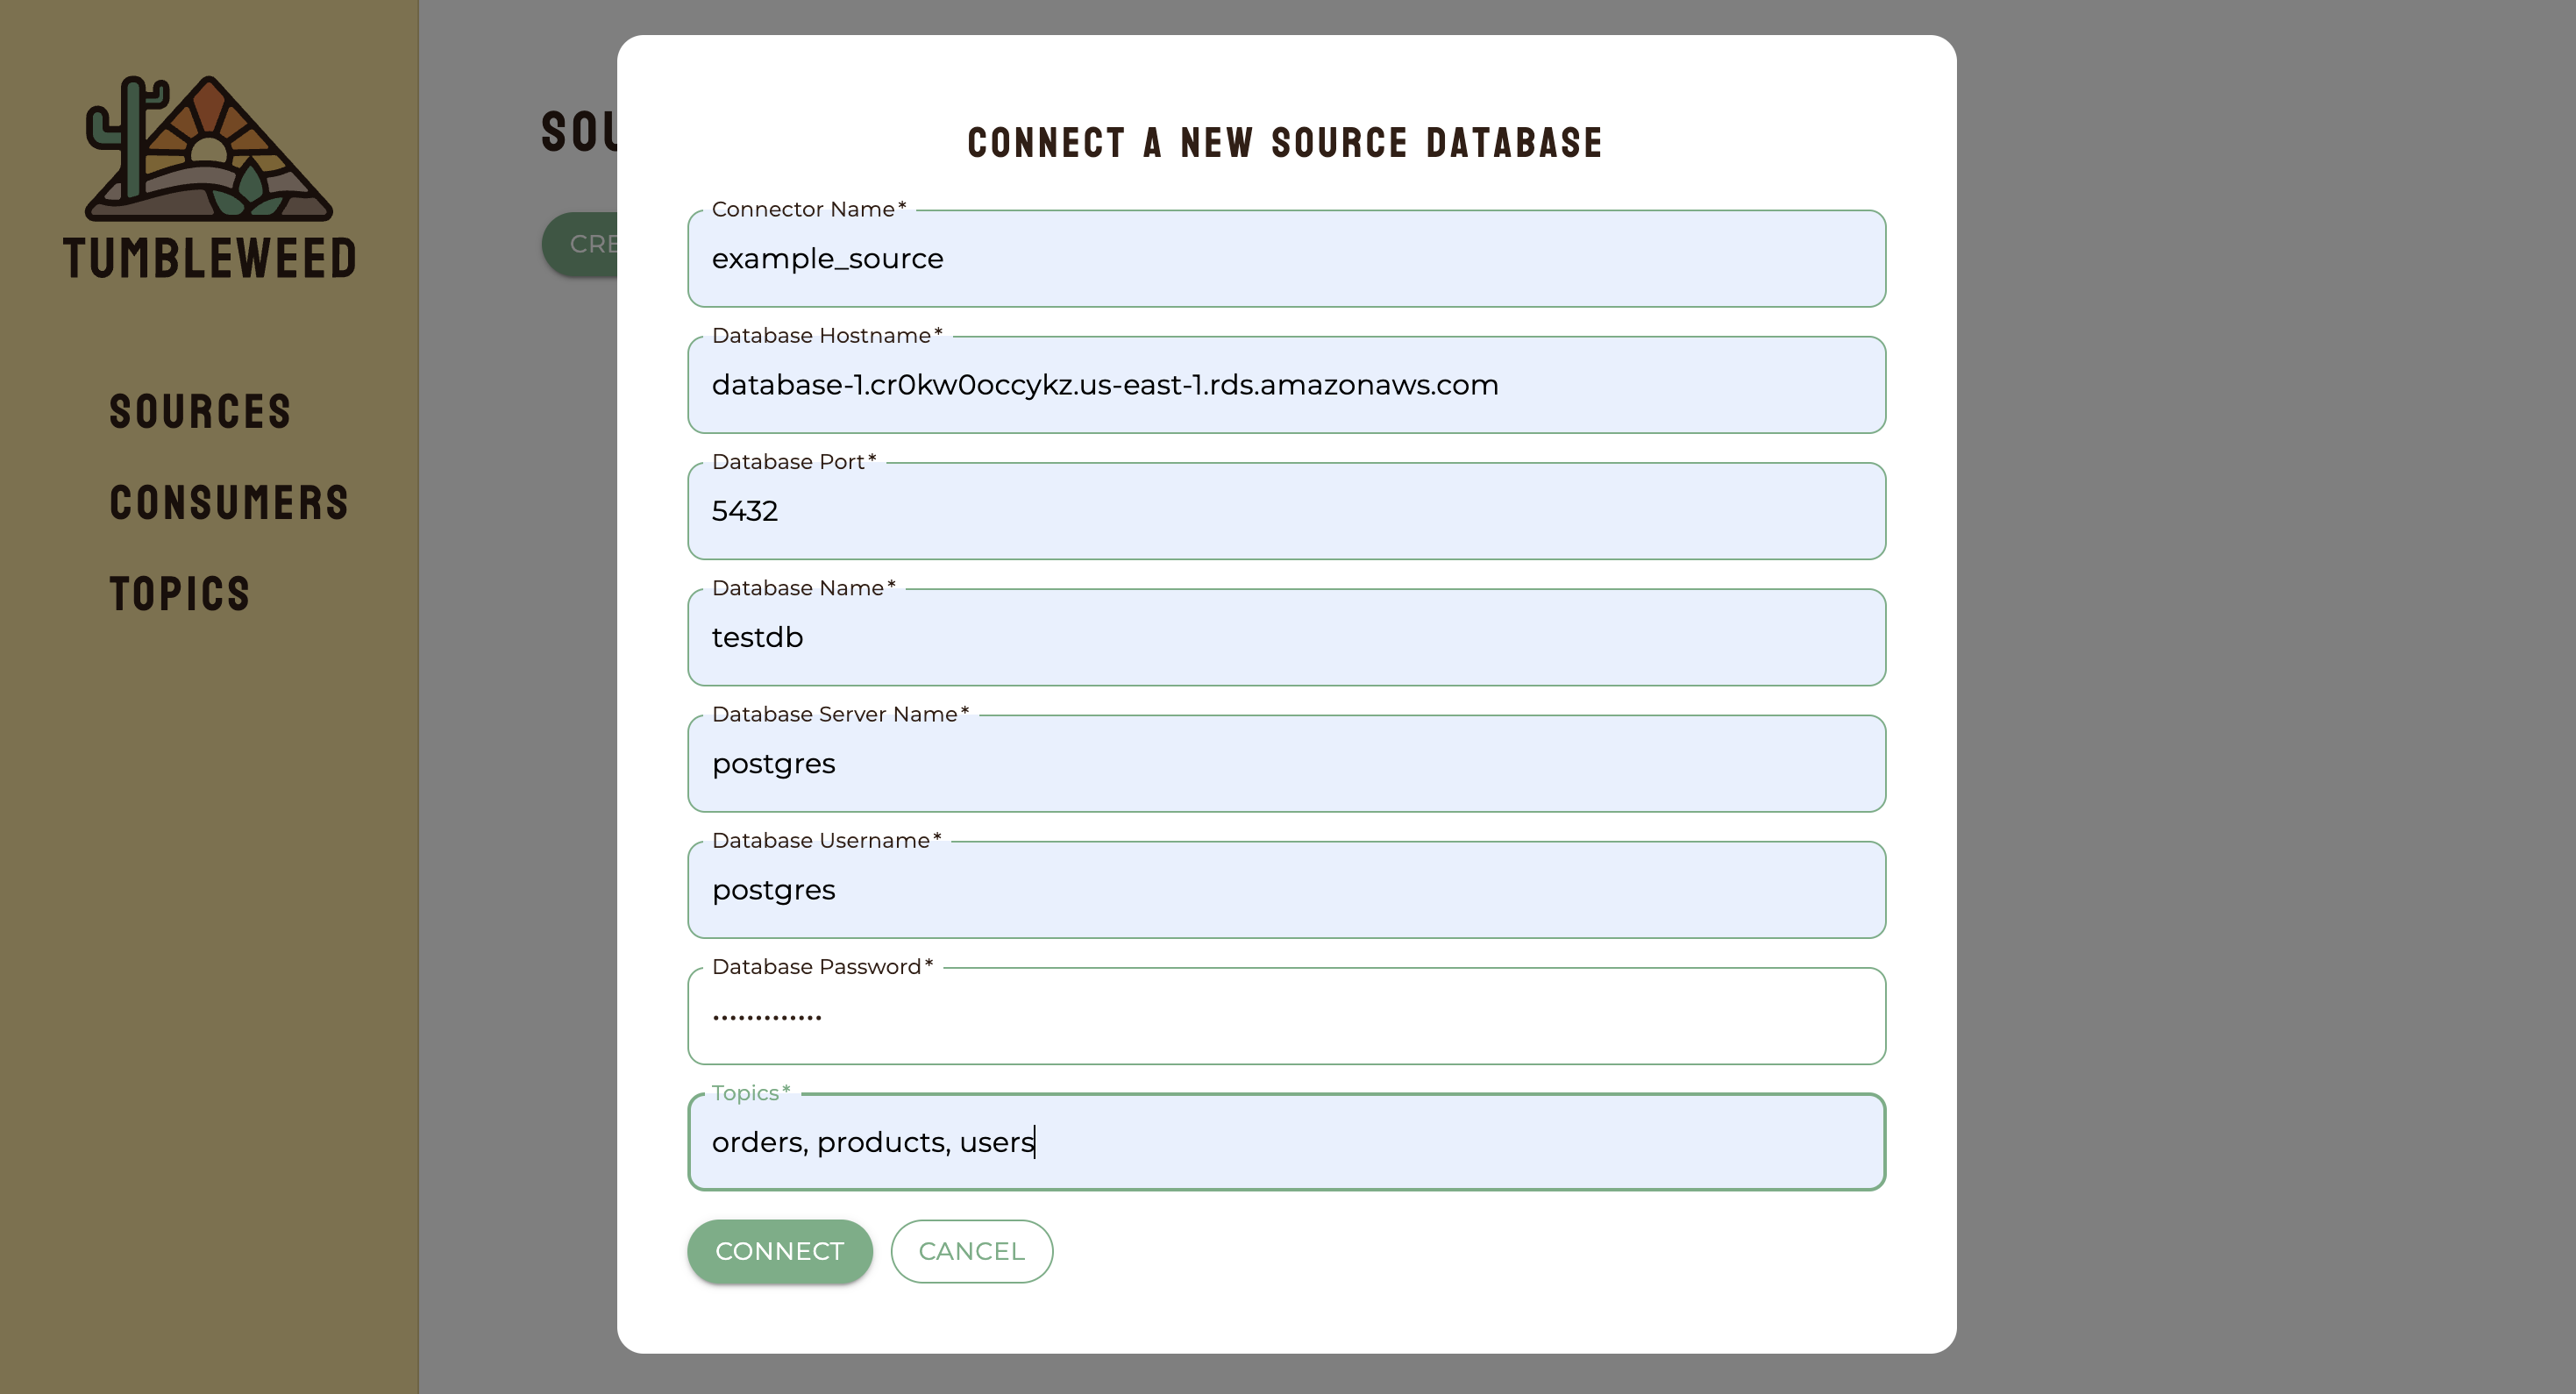 TUMBLEWEED
SOURCES
CONSUMERS
TOPICS
CONNECT A NEW SOURCE DATABASE
Connector Name*
example_source
Database Hostname*
database-1.cr0kw0occykz.us-east-1.rds.amazonaws.com
Database Port*
5432
Database Name*
testdb
Database Server Name*
postgres
Database Username*
postgres
Database Password*
•••••••••••••
Topics*
orders, products, users
CONNECT
CANCEL